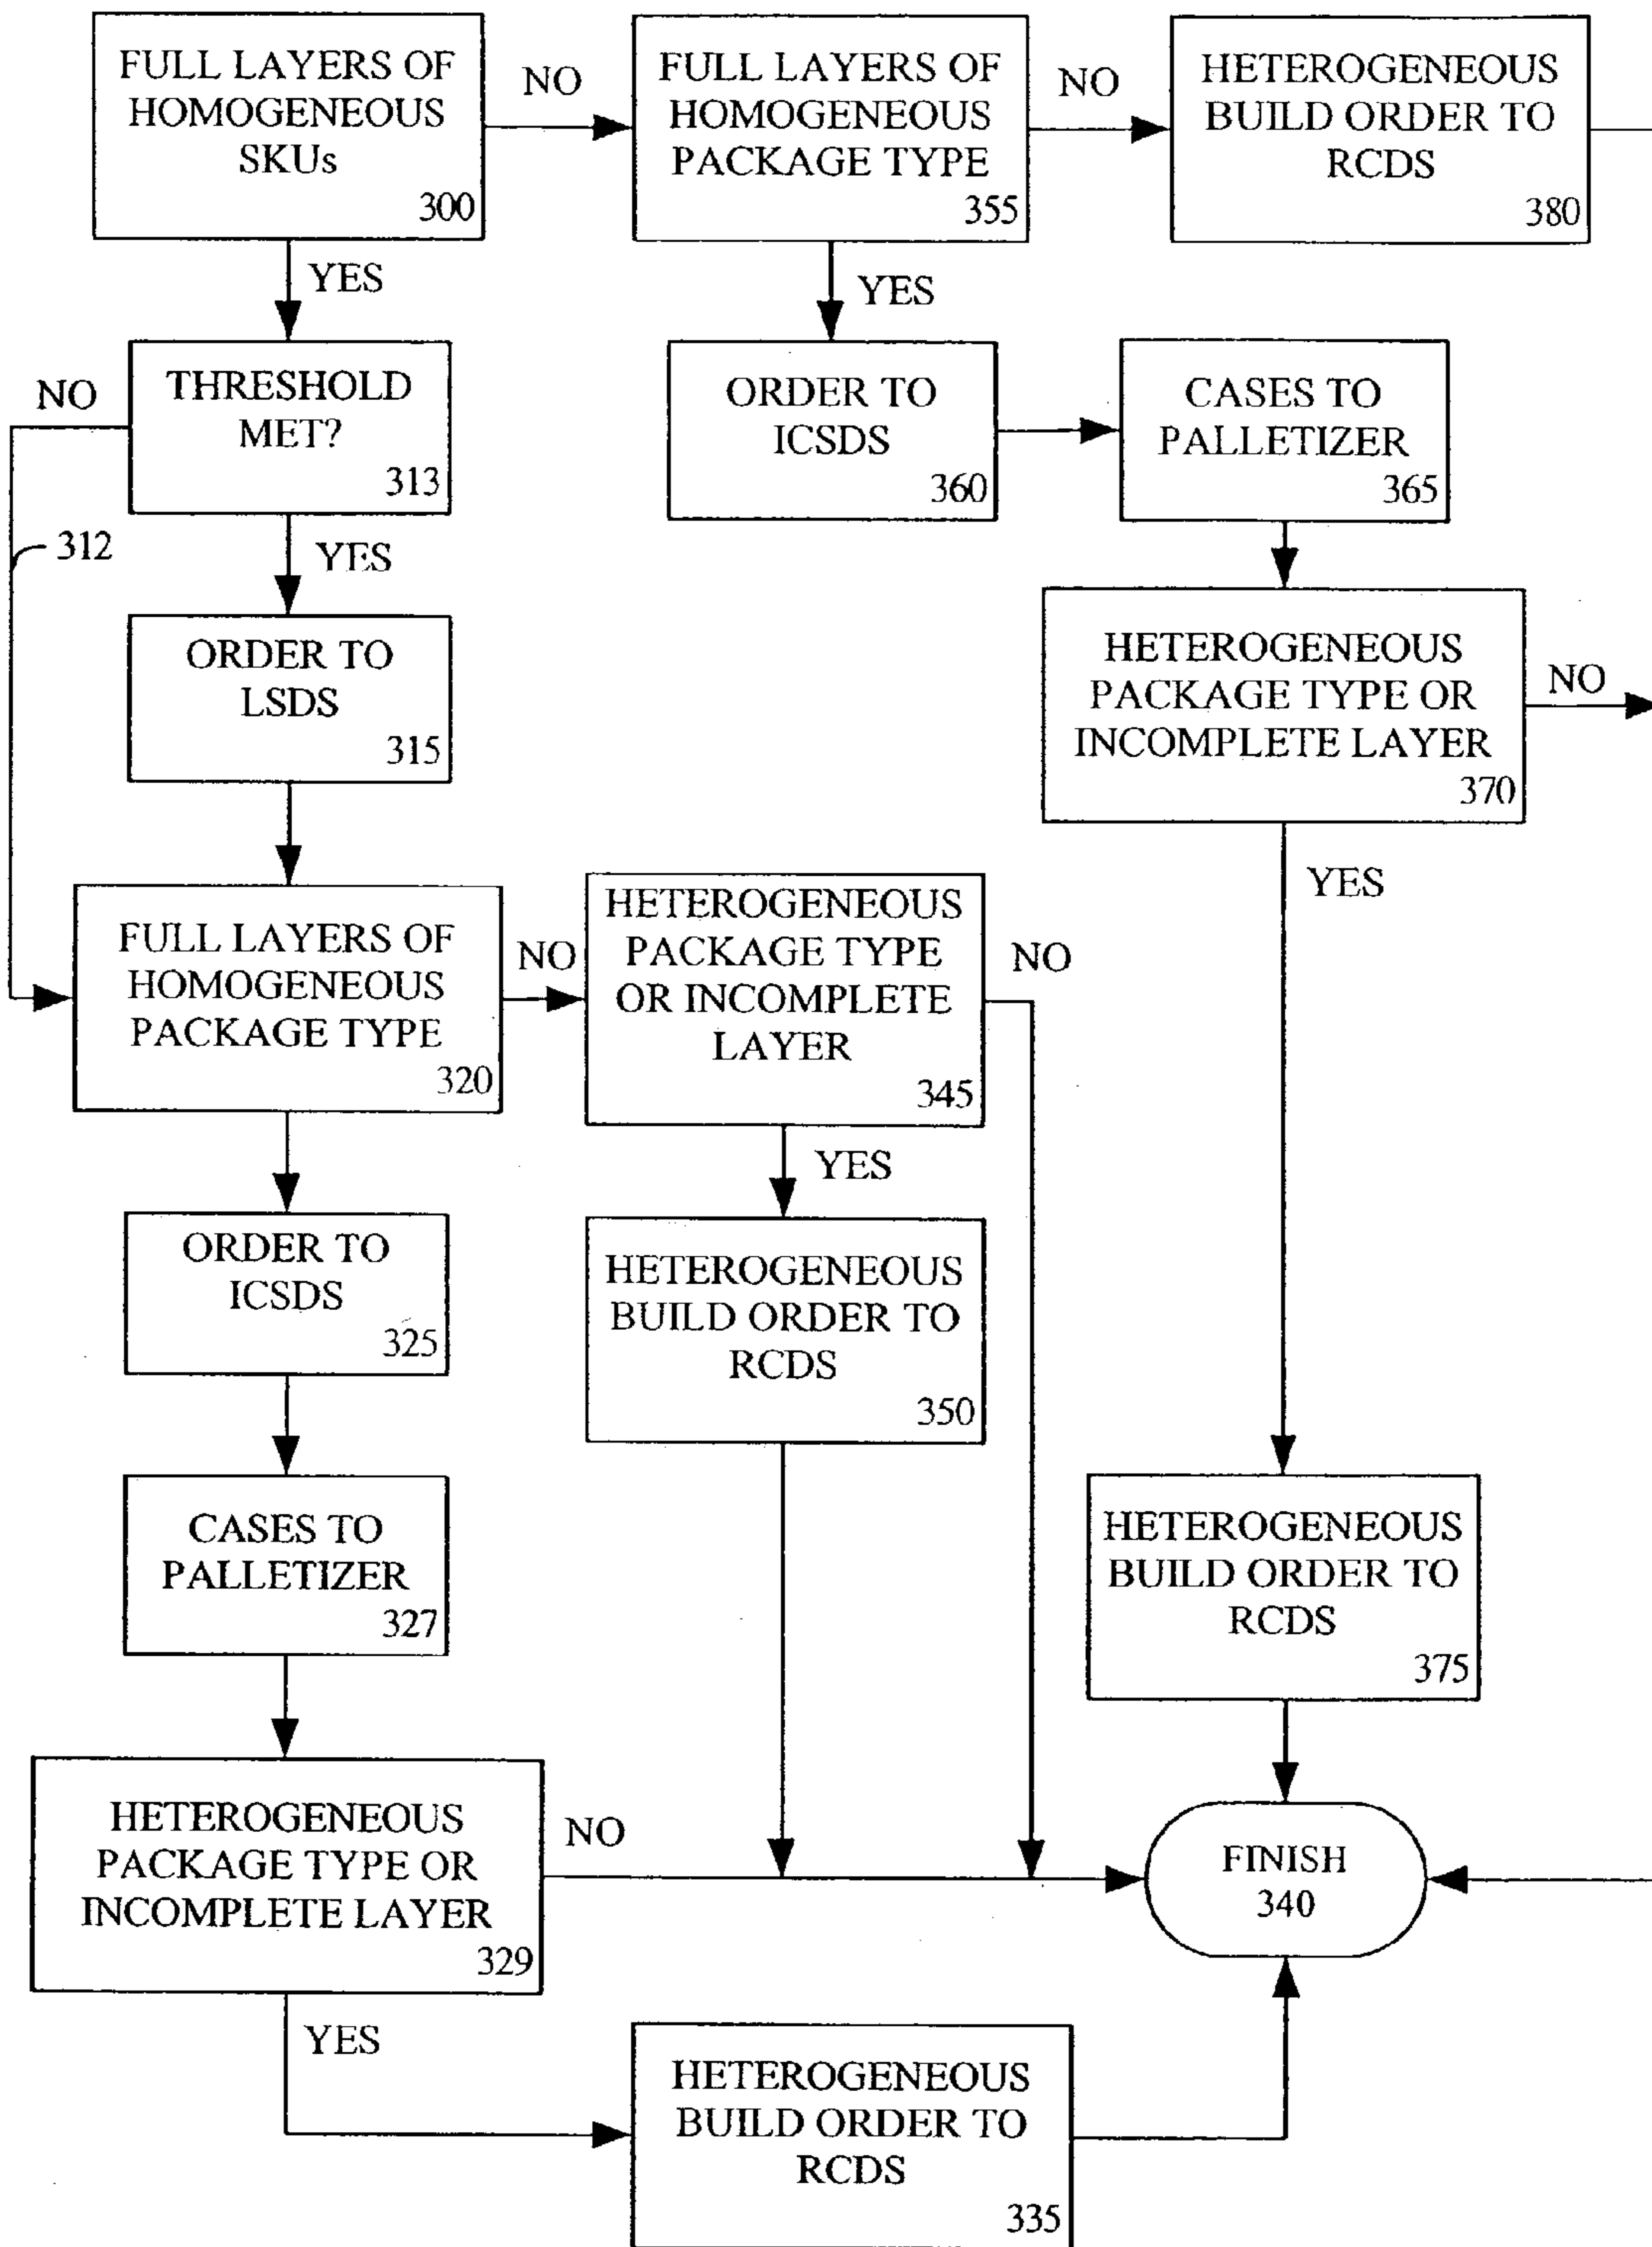 FULL LAYERS OF
HOMOGENEOUS
SKUs
300
NO
FULL LAYERS OF
HOMOGENEOUS
PACKAGE TYPE
355
NO
HETEROGENEOUS
BUILD ORDER TO
RCDS
380
YES
YES
NO
THRESHOLD
MET?
313
ORDER TO
ICSDS
360
CASES TO
PALLETIZER
365
312
YES
ORDER TO
LSDS
315
HETEROGENEOUS
PACKAGE TYPE OR
INCOMPLETE LAYER
370
NO
YES
FULL LAYERS OF
HOMOGENEOUS
PACKAGE TYPE
320
NO
HETEROGENEOUS
PACKAGE TYPE
OR INCOMPLETE
LAYER
345
NO
YES
ORDER TO
ICSDS
325
HETEROGENEOUS
BUILD ORDER TO
RCDS
350
CASES TO
PALLETIZER
327
HETEROGENEOUS
BUILD ORDER TO
RCDS
375
HETEROGENEOUS
PACKAGE TYPE OR
INCOMPLETE LAYER
329
NO
FINISH
340
YES
HETEROGENEOUS
BUILD ORDER TO
RCDS
335